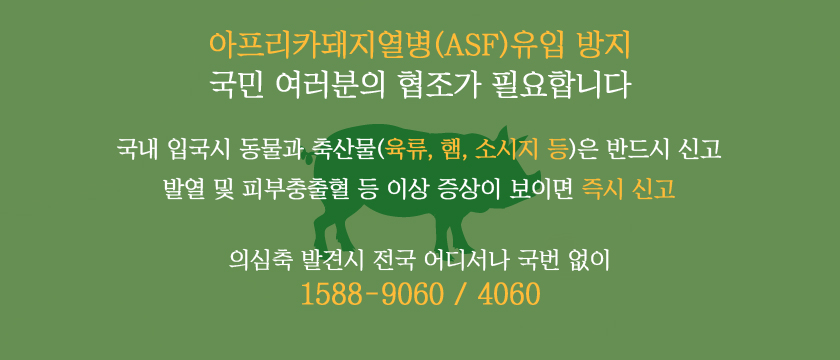 아프리카돼지열병(ASF)유입 방지
국민 여러분의 협조가 필요합니다
국내 입국시 동물과 축산물(육류, 햄, 소시지 등)은 반드시 신고
발열 및 피부충출혈 등 이상 증상이 보이면 즉시 신고
의심축 발견시 전국 어디서나 국번 없이
1588-9060 / 4060